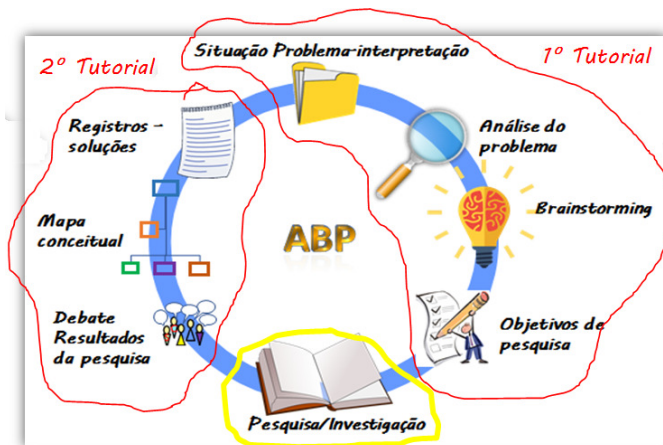 Situação Problema-interpretação
1º Tutorial
2º Tutorial
Registros –
soluções
Análise do
problema
Mapa
conceitual
ABP
Brainstorming
Debate
Resultados
da pesquisa
Objetivos de
pesquisa
Pesquisa/Investigação